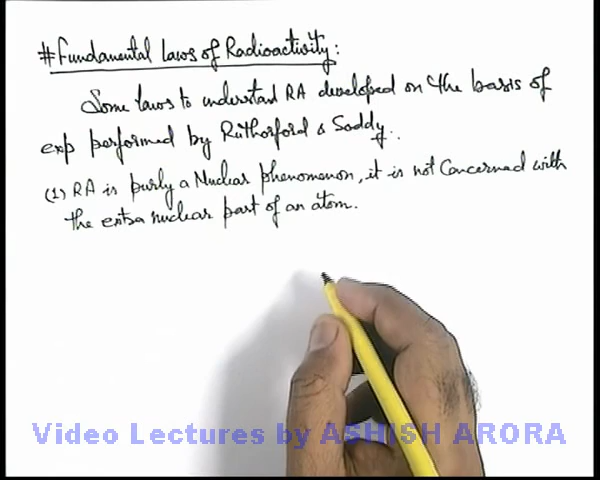 # Fundamental Laws of Radioactivity:
Some laws to understand RA developed on the basis of
exp performed by Rutherford & Soddy.
(1) RA is purly a Nuclear phenomenon, it is not Concerned with
the extra nuclear part of an atom.
Video Lectures by ASHISH ARORA